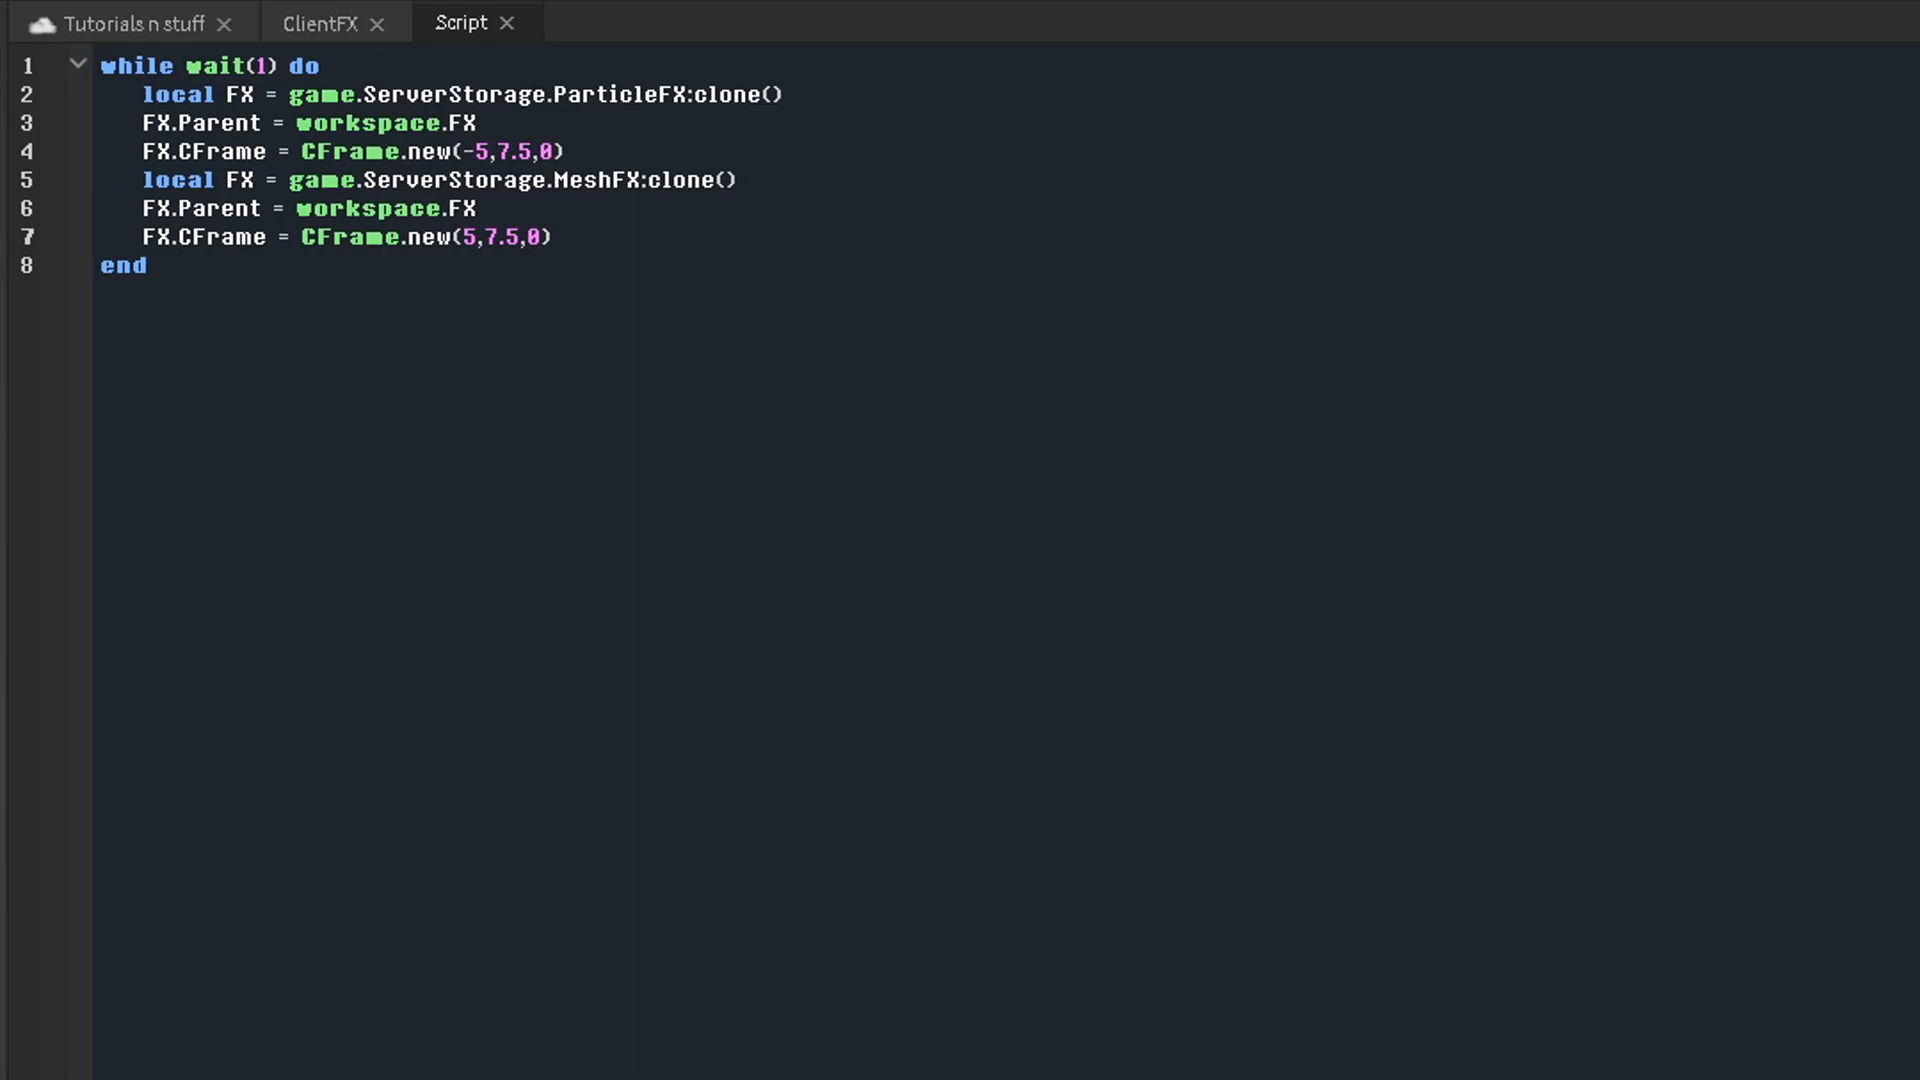 Tutorials n stuff ClientFX Script
1 while wait(1) do
2 local FX = game.ServerStorage.ParticleFX:clone()
3 FX.Parent = workspace.FX
4 FX.CFrame = CFrame.new(-5,7.5,0)
5 local FX = game.ServerStorage.MeshFX:clone()
6 FX.Parent = workspace.FX
7 FX.CFrame = CFrame.new(5,7.5,0)
8 end